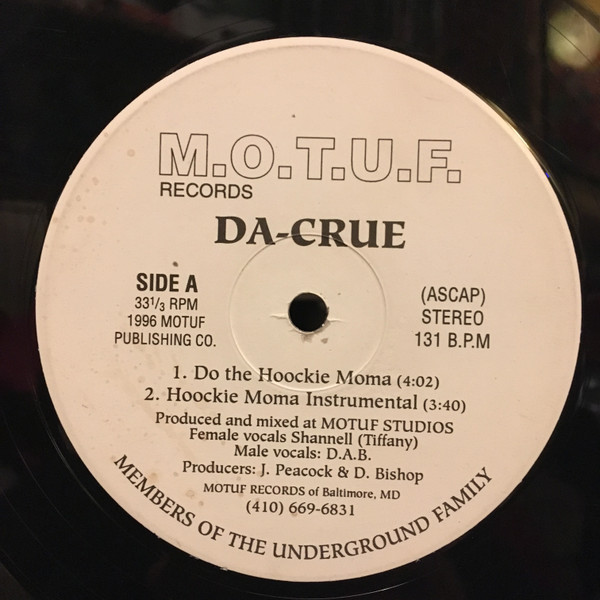 M.O.T.U.F.
RECORDS
DA-CRUE
SIDE A
33 1/3 RPM
1996 MOTUF
PUBLISHING CO.
(ASCAP)
STEREO
131 B.P.M
1. Do the Hoockie Moma (4:02)
2. Hoockie Moma Instrumental (3:40)
Produced and mixed at MOTUF STUDIOS
Female vocals Shannell (Tiffany)
Male vocals: D.A.B.
Producers: J. Peacock & D. Bishop
MOTUF RECORDS of Baltimore, MD
(410) 669-6831
MEMBERS OF THE UNDERGROUND FAMILY